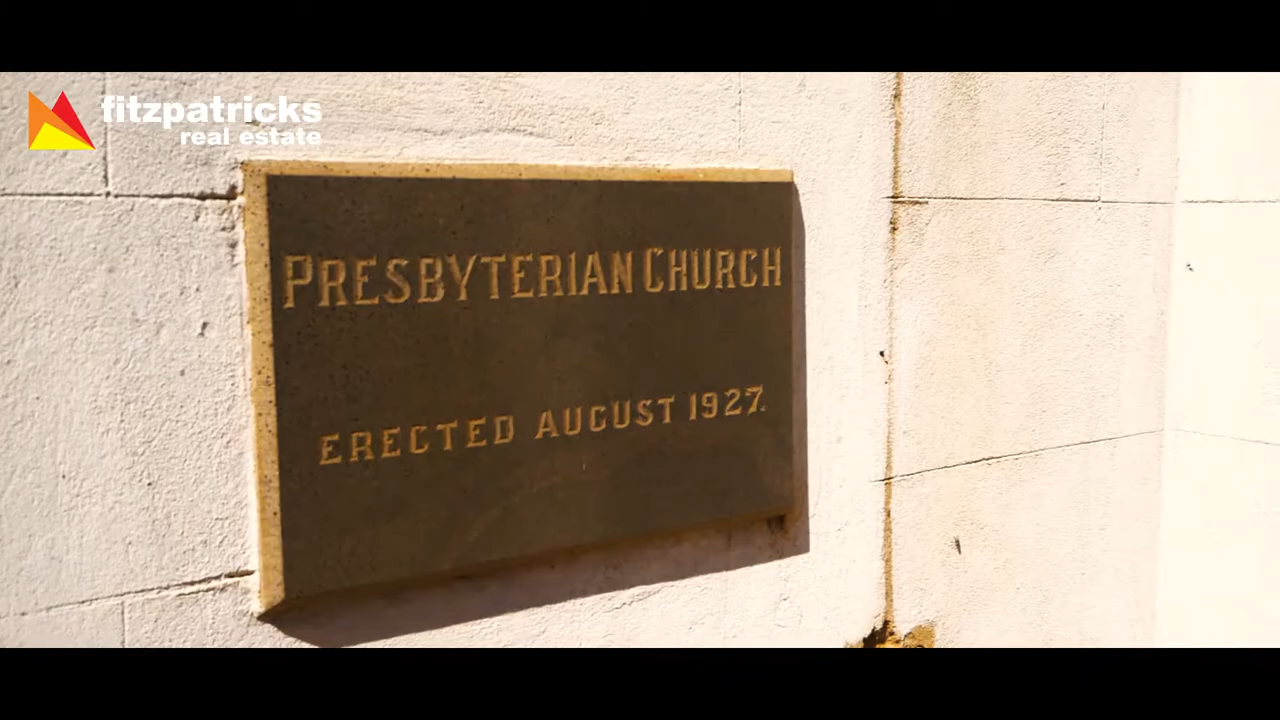 fitzpatricks
real estate
PRESBYTERIAN CHURCH
ERECTED AUGUST 1927.